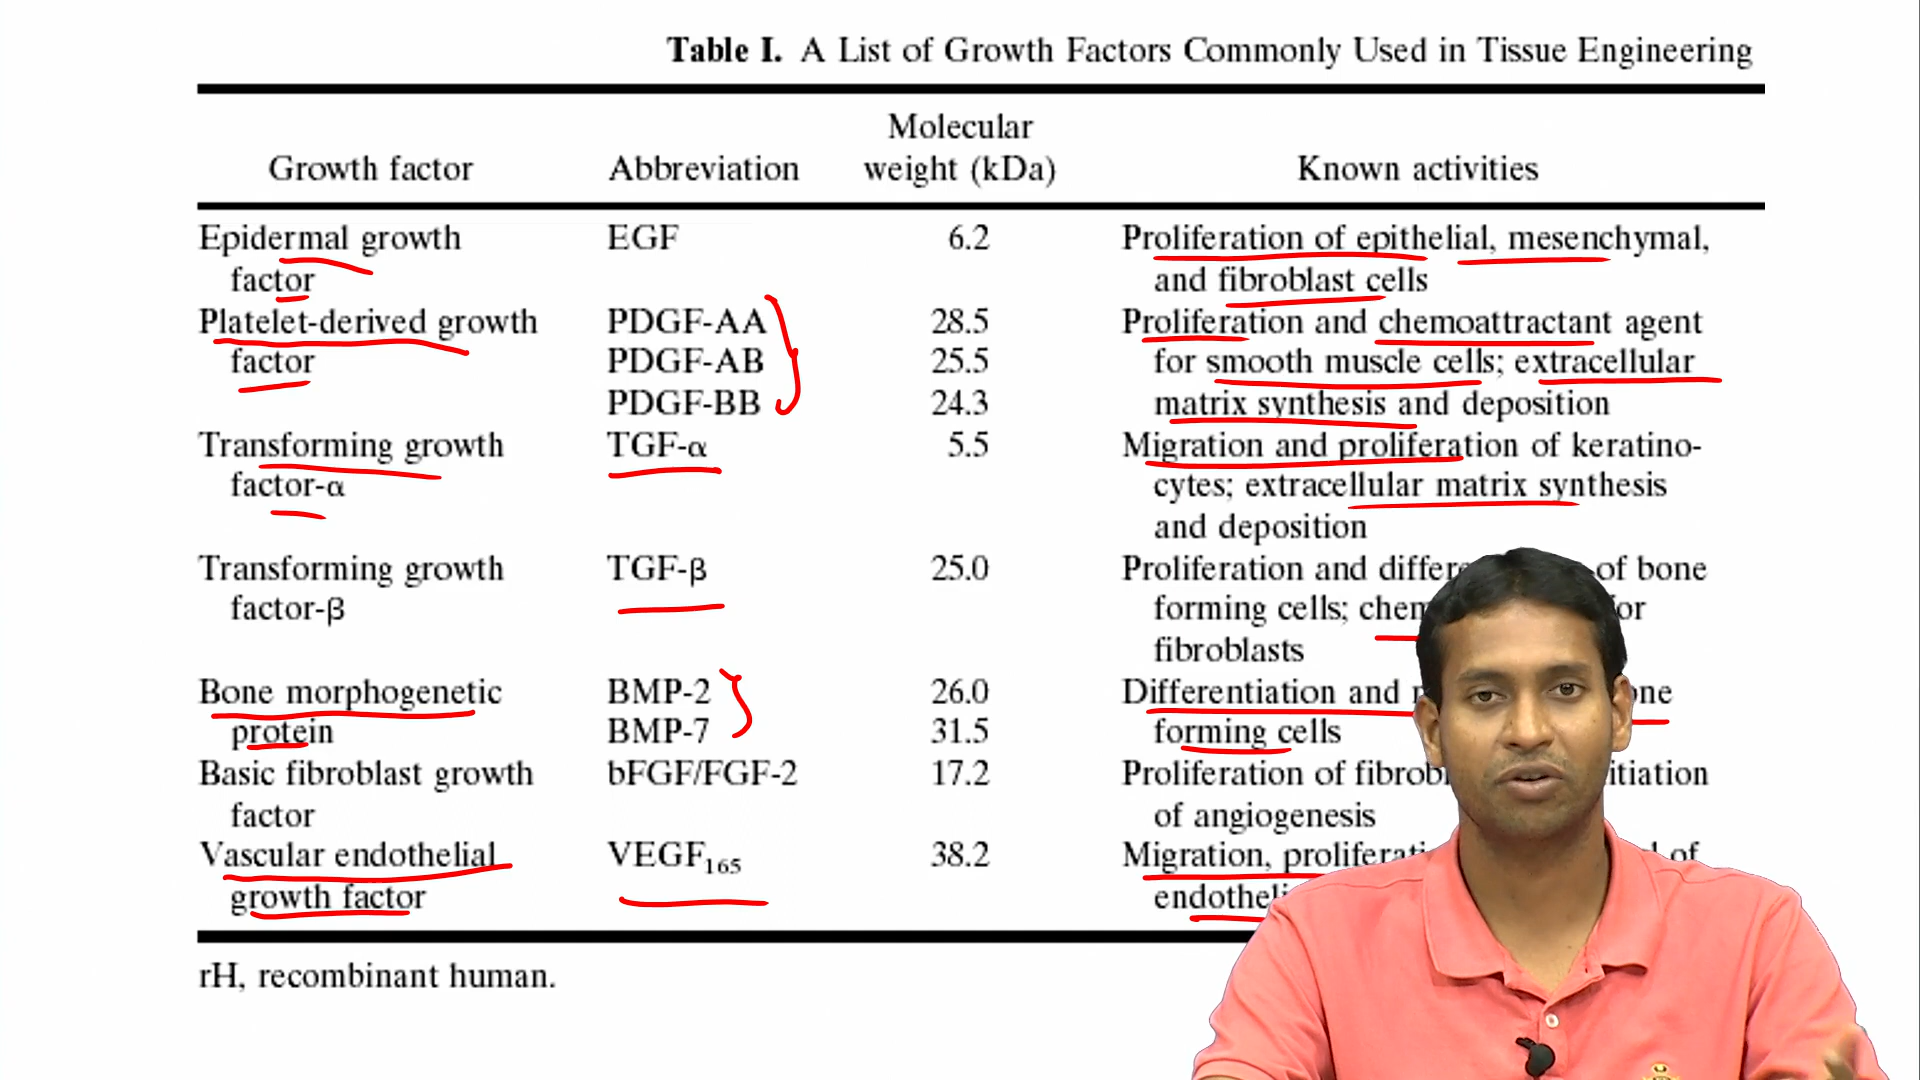 Table I. A List of Growth Factors Commonly Used in Tissue Engineering
Growth factor Abbreviation Molecular weight (kDa) Known activities
Epidermal growth EGF 6.2 Proliferation of epithelial, mesenchymal,
factor and fibroblast cells
Platelet-derived growth PDGF-AA 28.5 Proliferation and chemoattractant agent
factor PDGF-AB 25.5 for smooth muscle cells; extracellular
PDGF-BB 24.3 matrix synthesis and deposition
Transforming growth TGF-α 5.5 Migration and proliferation of keratino-
factor-α cytes; extracellular matrix synthesis
and deposition
Transforming growth TGF-β 25.0 Proliferation and of bone
factor-β forming cells;
fibroblasts
Bone morphogenetic BMP-2 26.0 Differentiation and
protein BMP-7 31.5 forming cells
Basic fibroblast growth bFGF/FGF-2 17.2 Proliferation of
factor of angiogenesis
Vascular endothelial VEGF₁₆₅ 38.2 Migration, of
growth factor
rH, recombinant human.